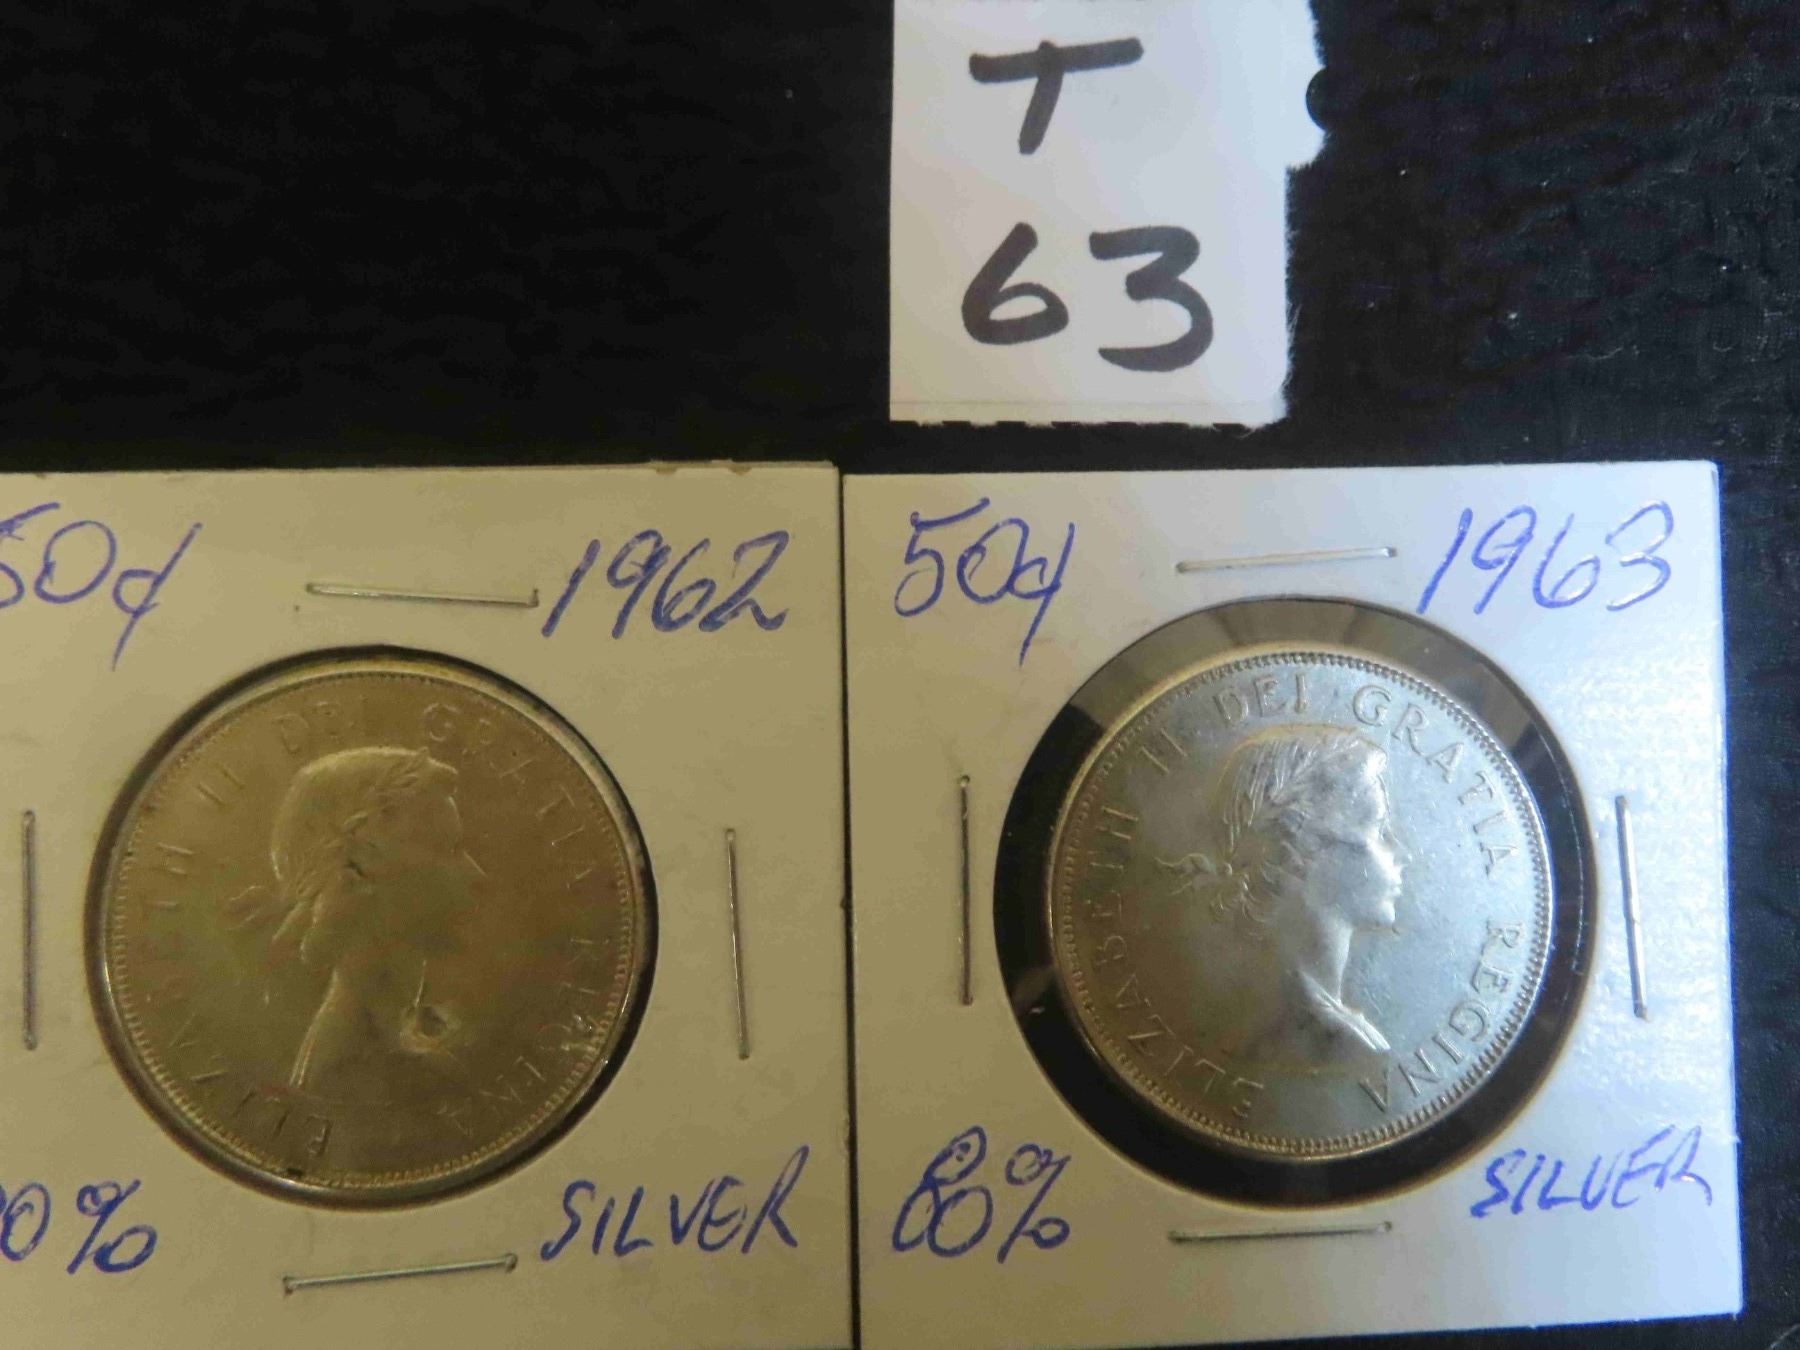 T
63
50¢ 1962
ELIZABETH II DEI GRATIA REGINA
0% SILVER
50¢ 1963
ELIZABETH II DEI GRATIA REGINA
80% SILVER